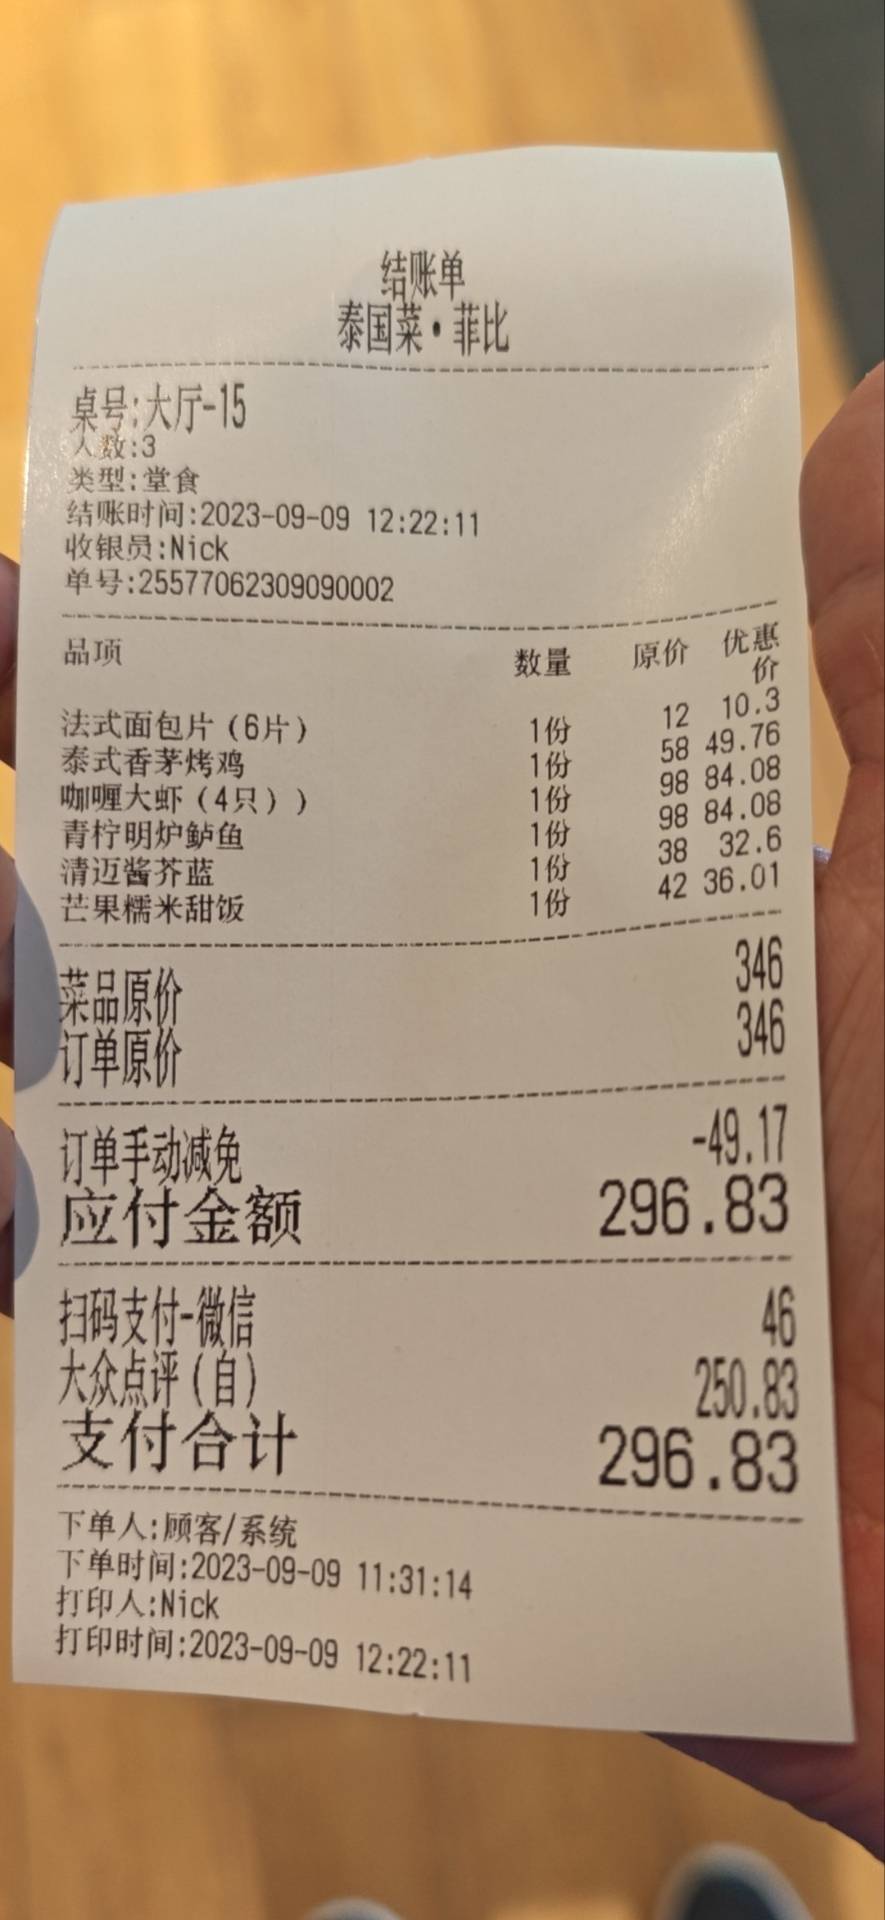 结账单
泰国菜·菲比
桌号:大厅-15
人数:3
类型:堂食
结账时间:2023-09-09 12:22:11
收银员:Nick
单号:25577062309090002
品项 数量 原价 优惠价
法式面包片(6片) 1份 12 10.3
泰式香茅烤鸡 1份 58 49.76
咖喱大虾(4只)) 1份 98 84.08
青柠明炉鲈鱼 1份 98 84.08
清迈酱芥蓝 1份 38 32.6
芒果糯米甜饭 1份 42 36.01
菜品原价 346
订单原价 346
订单手动减免 -49.17
应付金额 296.83
扫码支付-微信 46
大众点评(自) 250.83
支付合计 296.83
下单人:顾客/系统
下单时间:2023-09-09 11:31:14
打印人:Nick
打印时间:2023-09-09 12:22:11